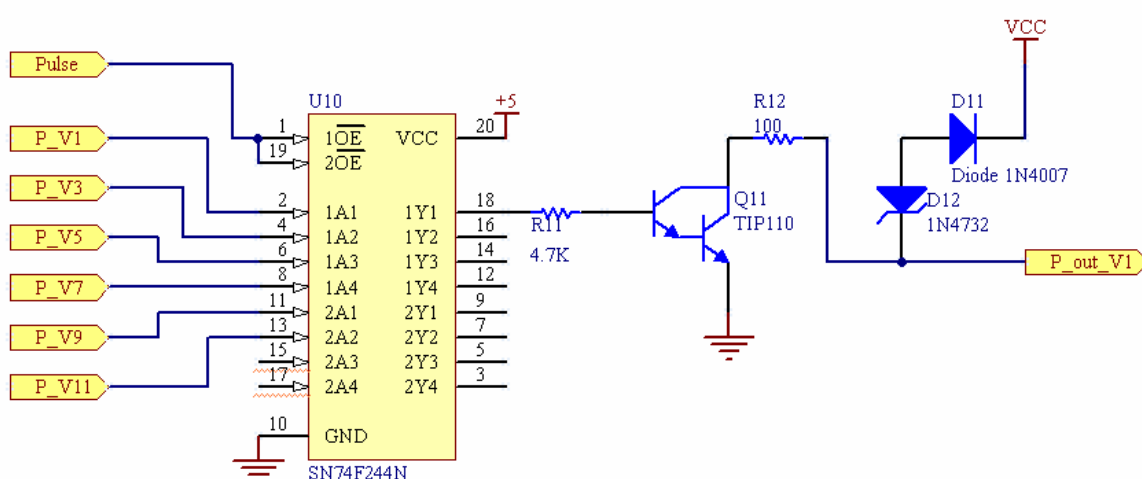 VCC
Pulse
U10
+5
R12
D11
100
1
1OE
VCC
20
P_V1
19
2OE
Diode 1N4007
P_V3
2
1A1
1Y1
18
Q11
D12
4
1A2
1Y2
16
R11
TIP110
1N4732
P_V5
6
1A3
1Y3
14
4.7K
P_out_V1
P_V7
8
1A4
1Y4
12
11
2A1
2Y1
9
P_V9
13
2A2
2Y2
7
15
2A3
2Y3
5
P_V11
17
2A4
2Y4
3
10
GND
SN74F244N